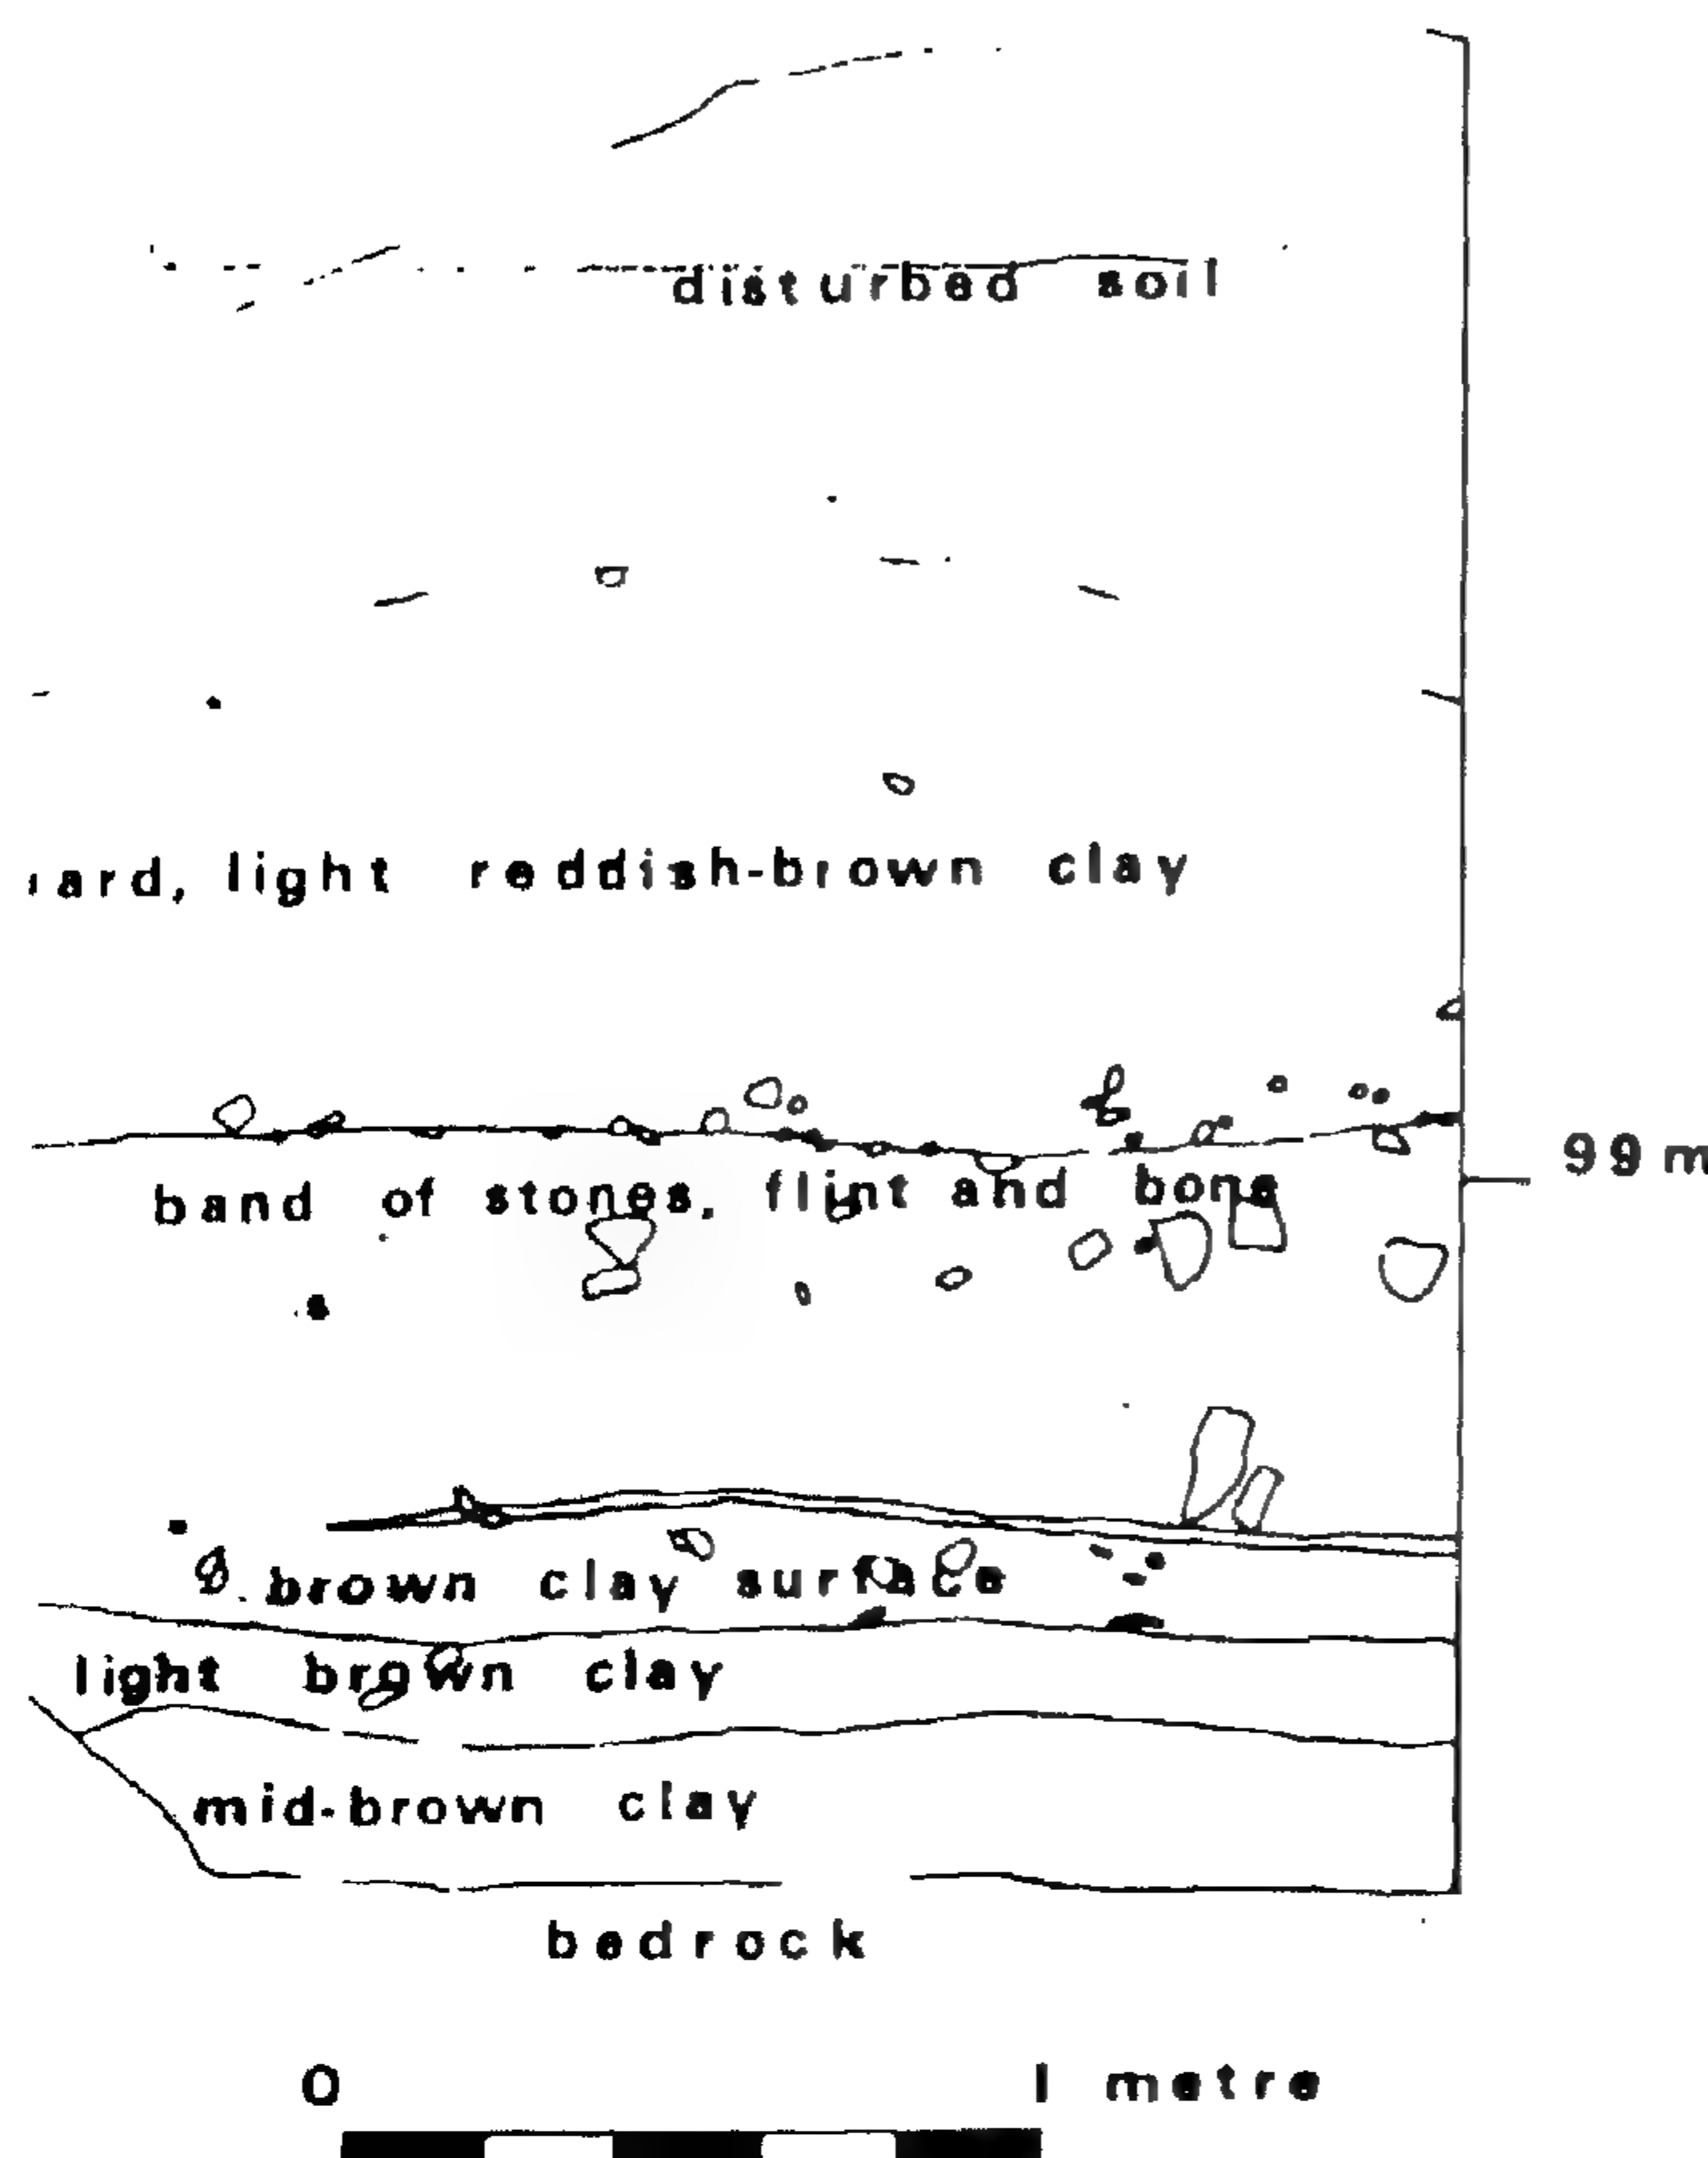 disturbed soil
ard, light reddish-brown clay
99 m
band of stones, flint and bone
brown clay surface
light brown clay
mid-brown clay
bedrock
0 1 metre